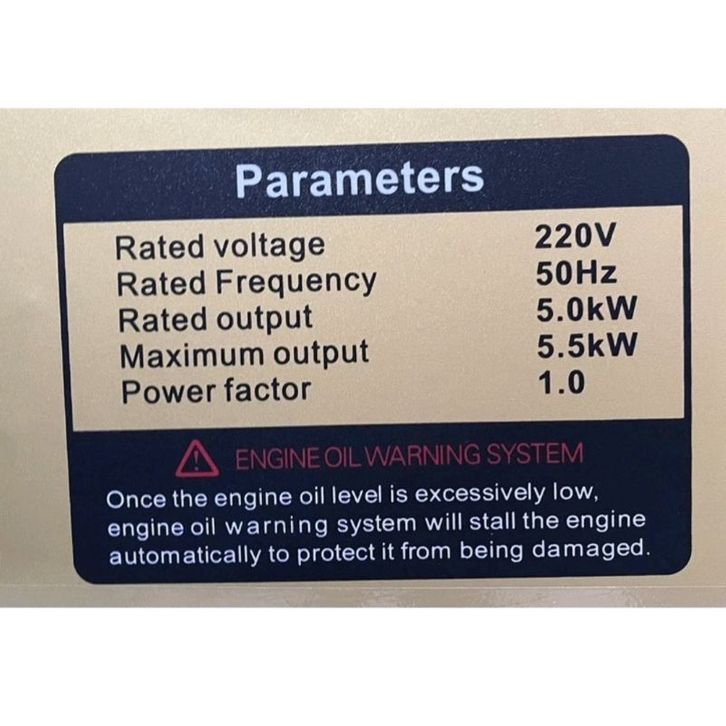 Parameters
Rated voltage 220V
Rated Frequency 50Hz
Rated output 5.0kW
Maximum output 5.5kW
Power factor 1.0
ENGINE OIL WARNING SYSTEM
Once the engine oil level is excessively low,
engine oil warning system will stall the engine
automatically to protect it from being damaged.